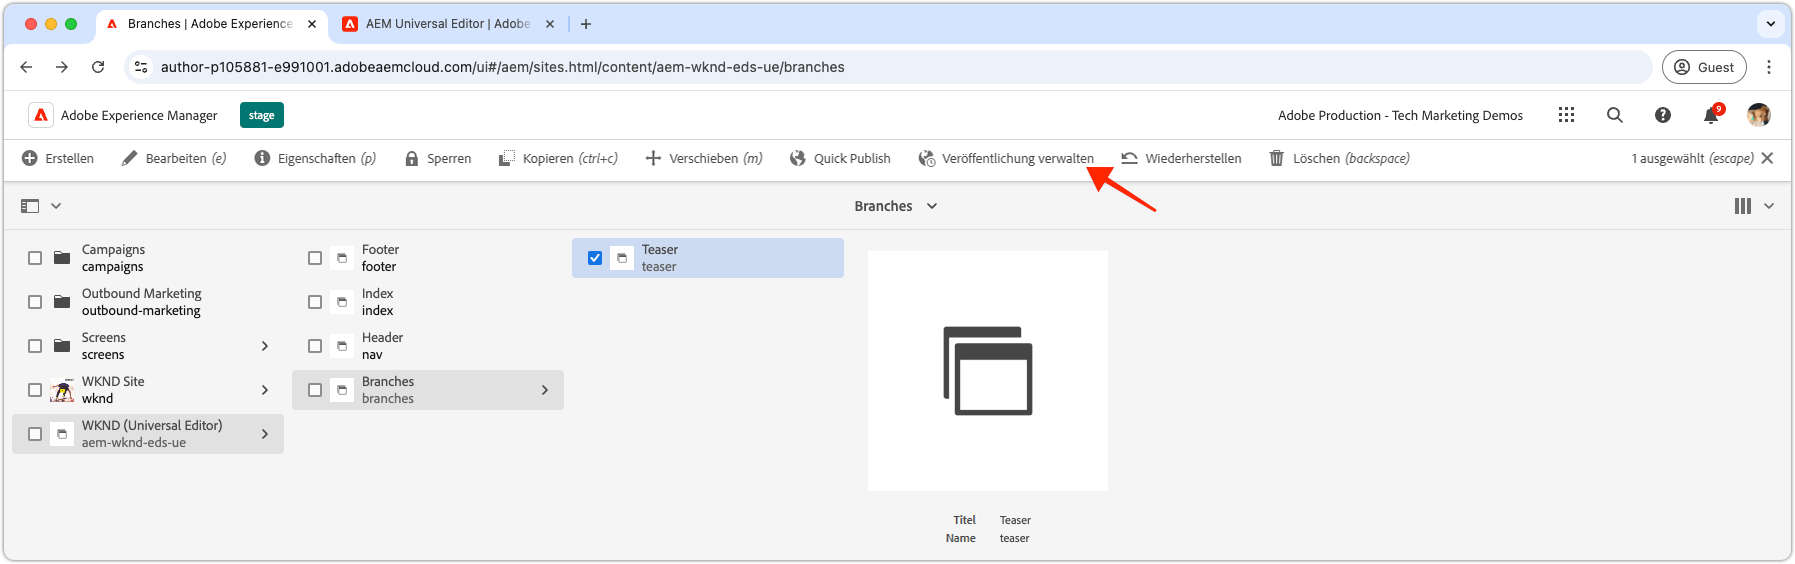 Branches | Adobe Experience
AEM Universal Editor | Adobe
author-p105881-e991001.adobeaemcloud.com/ui#/aem/sites.html/content/aem-wknd-eds-ue/branches
Guest
Adobe Experience Manager
stage
Adobe Production - Tech Marketing Demos
9
Erstellen
Bearbeiten (e)
Eigenschaften (p)
Sperren
Kopieren (ctrl+c)
Verschieben (m)
Quick Publish
Veröffentlichung verwalten
Wiederherstellen
Löschen (backspace)
1 ausgewählt (escape)
Branches
Campaigns
campaigns
Outbound Marketing
outbound-marketing
Screens
screens
WKND Site
wknd
WKND (Universal Editor)
aem-wknd-eds-ue
Footer
footer
Index
index
Header
nav
Branches
branches
Teaser
teaser
Titel Teaser
Name teaser